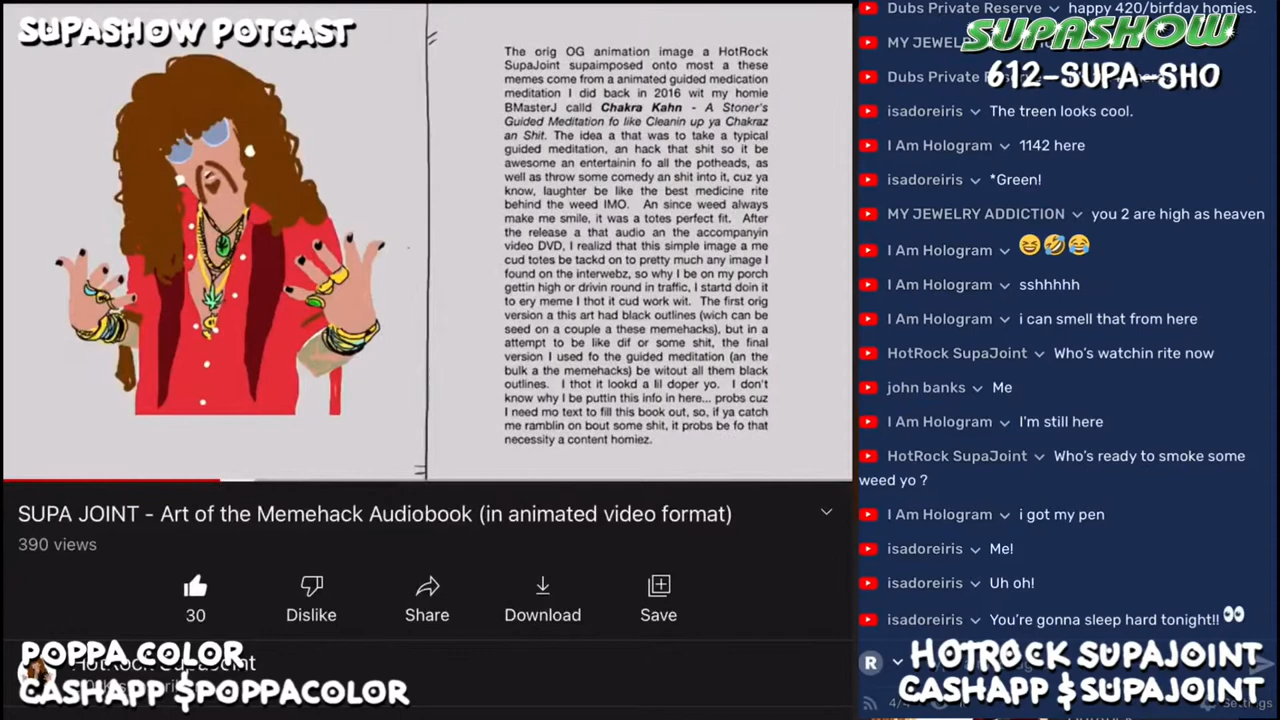 SUPASHOW POTCAST
The orig OG animation image a HotRock
SupaJoint supaimposed onto most a these
memes come from a animated guided medication
meditation I did back in 2016 wit my homie
BMasterJ calld Chakra Kahn - A Stoner's
Guided Meditation fo like Cleanin up ya Chakraz
an Shit. The idea a that was to take a typical
guided meditation, an hack that shit so it be
awesome an entertainin fo all the potheads, as
well as throw some comedy an shit into it, cuz ya
know, laughter be like the best medicine rite
behind the weed IMO. An since weed always
make me smile, it was a totes perfect fit. After
the release a that audio an the accompanyin
video DVD, I realizd that this simple image a me
cud totes be tackd on to pretty much any image I
found on the interwebz, so why I be on my porch
gettin high or drivin round in traffic, I startd doin it
to ery meme I thot it cud work wit. The first orig
version a this art had black outlines (wich can be
seed on a couple a these memehacks), but in a
attempt to be like dif or some shit, the final
version I used fo the guided meditation (an the
bulk a the memehacks) be witout all them black
outlines. I thot it lookd a lil doper yo. I don't
know why I be puttin this info in here... probs cuz
I need mo text to fill this book out, so, if ya catch
me ramblin on bout some shit, it probs be fo that
necessity a content homiez.
SUPA JOINT - Art of the Memehack Audiobook (in animated video format)
390 views
30
Dislike
Share
Download
Save
POPPA COLOR
CASHAPP $POPPACOLOR
Dubs Private Reserve happy 420/birfday homies.
SUPASHOW
MY JEWELRY
Dubs Private
612-SUPA-SHO
isadoreiris The treen looks cool.
I Am Hologram 1142 here
isadoreiris *Green!
MY JEWELRY ADDICTION you 2 are high as heaven
I Am Hologram 😆🤣😂
I Am Hologram sshhhhh
I Am Hologram i can smell that from here
HotRock SupaJoint Who's watchin rite now
john banks Me
I Am Hologram I'm still here
HotRock SupaJoint Who's ready to smoke some
weed yo ?
I Am Hologram i got my pen
isadoreiris Me!
isadoreiris Uh oh!
isadoreiris You're gonna sleep hard tonight!! 👀
R
HOTROCK SUPAJOINT
CASHAPP $SUPAJOINT